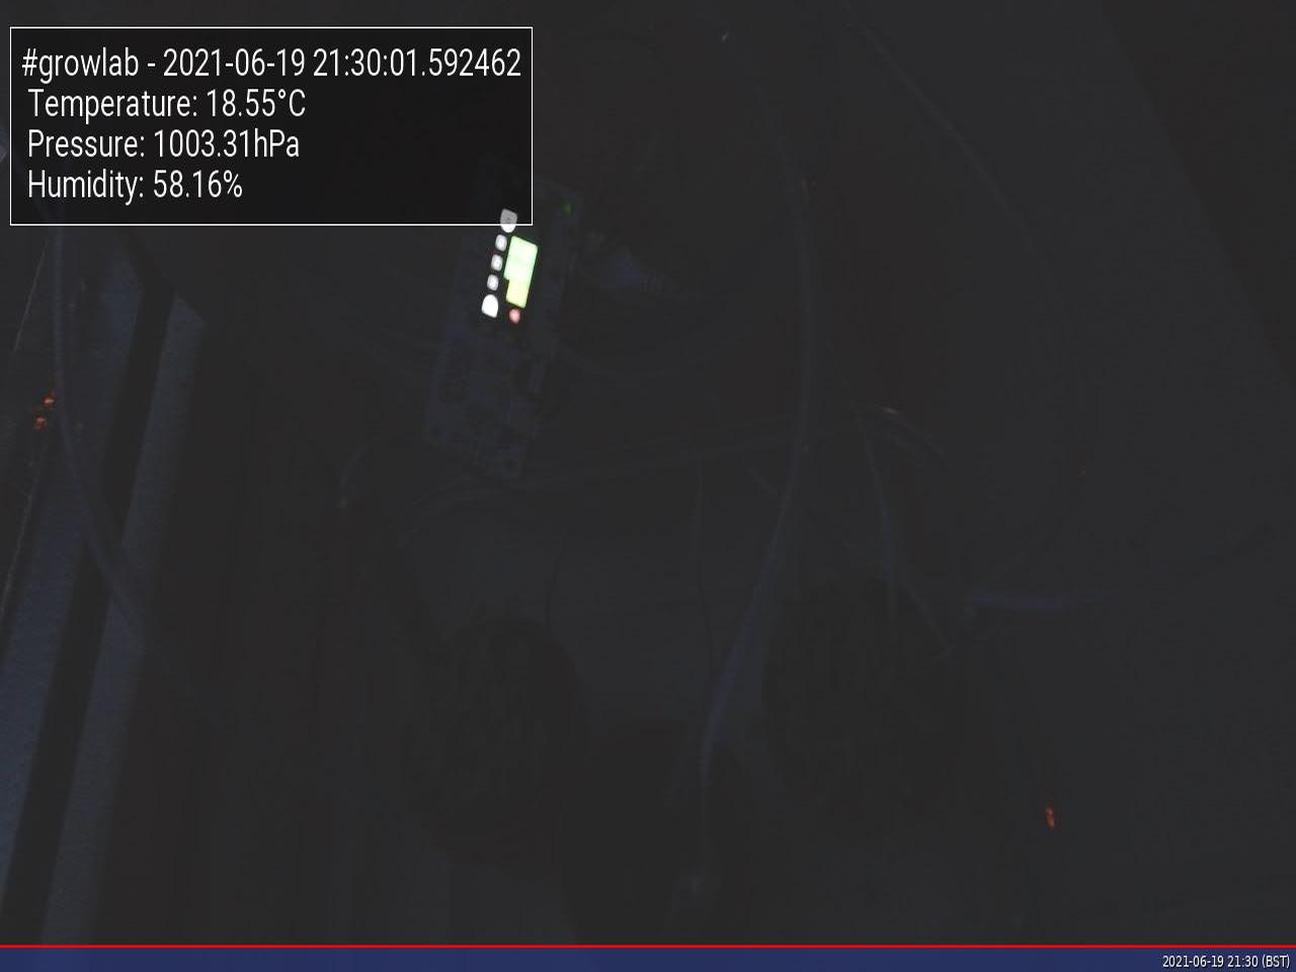 #growlab - 2021-06-19 21:30:01.592462
Temperature: 18.55°C
Pressure: 1003.31hPa
Humidity: 58.16%
2021-06-19 21:30 (BST)